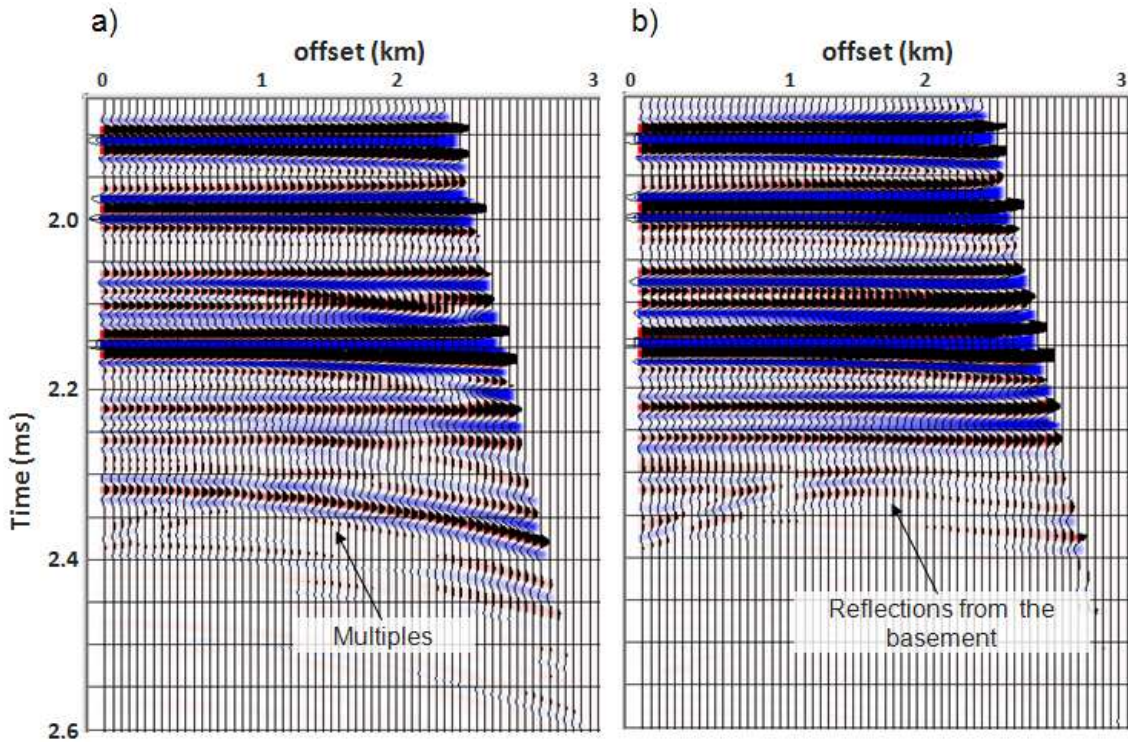 a)
offset (km)
0 1 2 3
b)
offset (km)
0 1 2 3
Time (ms)
2.0
2.2
2.4
2.6
Multiples
Reflections from the
basement